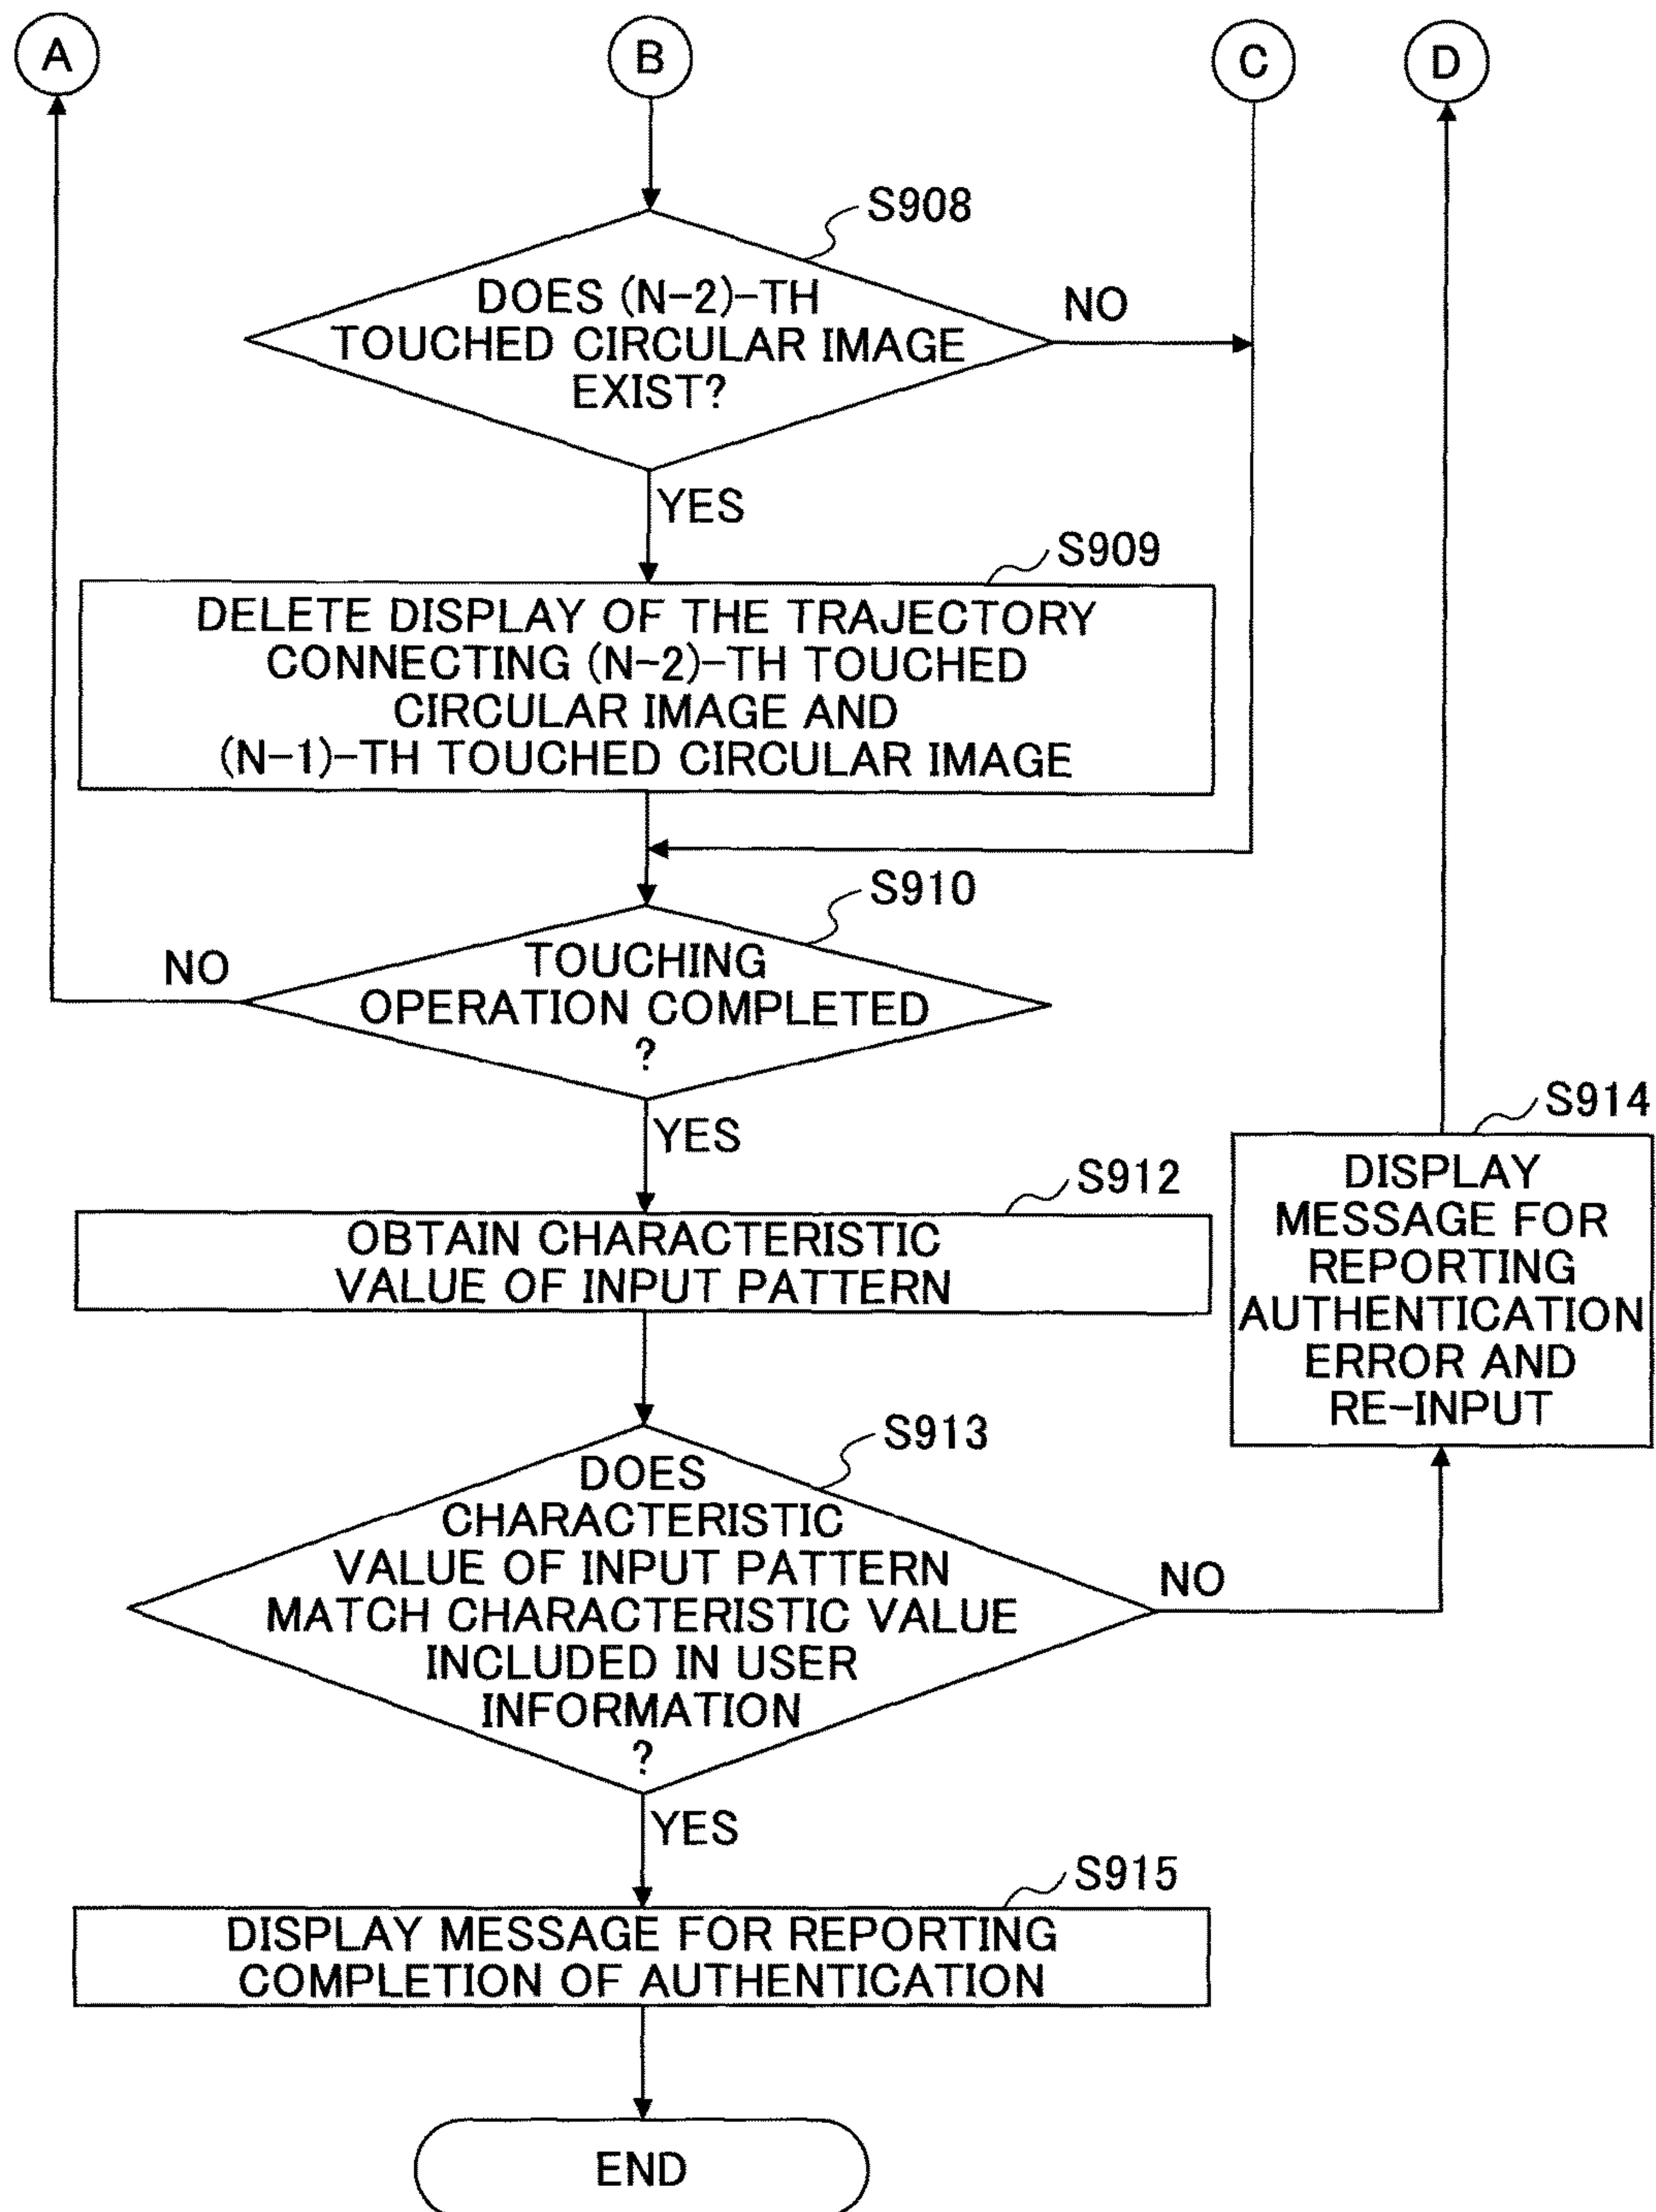 A
B
C
D
S908
DOES (N-2)-TH
TOUCHED CIRCULAR IMAGE
EXIST?
NO
YES
S909
DELETE DISPLAY OF THE TRAJECTORY
CONNECTING (N-2)-TH TOUCHED
CIRCULAR IMAGE AND
(N-1)-TH TOUCHED CIRCULAR IMAGE
S910
TOUCHING
OPERATION COMPLETED
?
NO
YES
S914
DISPLAY
MESSAGE FOR
REPORTING
AUTHENTICATION
ERROR AND
RE-INPUT
S912
OBTAIN CHARACTERISTIC
VALUE OF INPUT PATTERN
S913
DOES
CHARACTERISTIC
VALUE OF INPUT PATTERN
MATCH CHARACTERISTIC VALUE
INCLUDED IN USER
INFORMATION
?
NO
YES
S915
DISPLAY MESSAGE FOR REPORTING
COMPLETION OF AUTHENTICATION
END